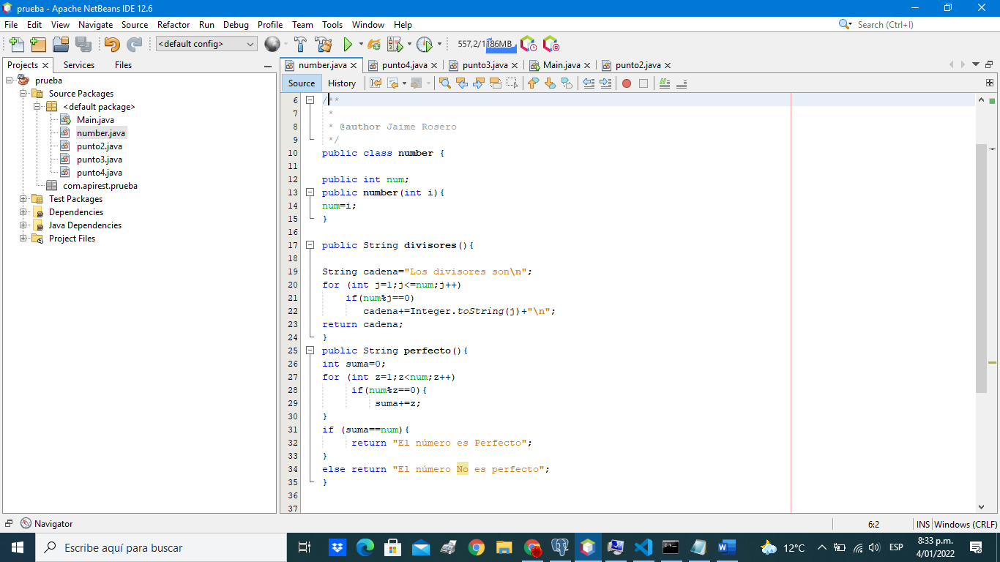 prueba - Apache NetBeans IDE 12.6
File Edit View Navigate Source Refactor Run Debug Profile Team Tools Window Help
Search (Ctrl+I)
<default config>
557,2/1186MB
Projects Services Files
number.java punto4.java punto3.java Main.java punto2.java
Source History
prueba
Source Packages
<default package>
Main.java
number.java
punto2.java
punto3.java
punto4.java
com.apirest.prueba
Test Packages
Dependencies
Java Dependencies
Project Files
6 /**
7 *
8 * @author Jaime Rosero
9 */
10 public class number {
11
12 public int num;
13 public number(int i){
14 num=i;
15 }
16
17 public String divisores(){
18
19 String cadena="Los divisores son\n";
20 for (int j=1;j<=num;j++)
21 if(num%j==0)
22 cadena+=Integer.toString(j)+"\n";
23 return cadena;
24 }
25 public String perfecto(){
26 int suma=0;
27 for (int z=1;z<num;z++)
28 if(num%z==0){
29 suma+=z;
30 }
31 if (suma==num){
32 return "El número es Perfecto";
33 }
34 else return "El número No es perfecto";
35 }
36
37
Navigator
6:2 INS Windows (CRLF)
Escribe aquí para buscar
12°C
ESP
8:33 p.m.
4/01/2022